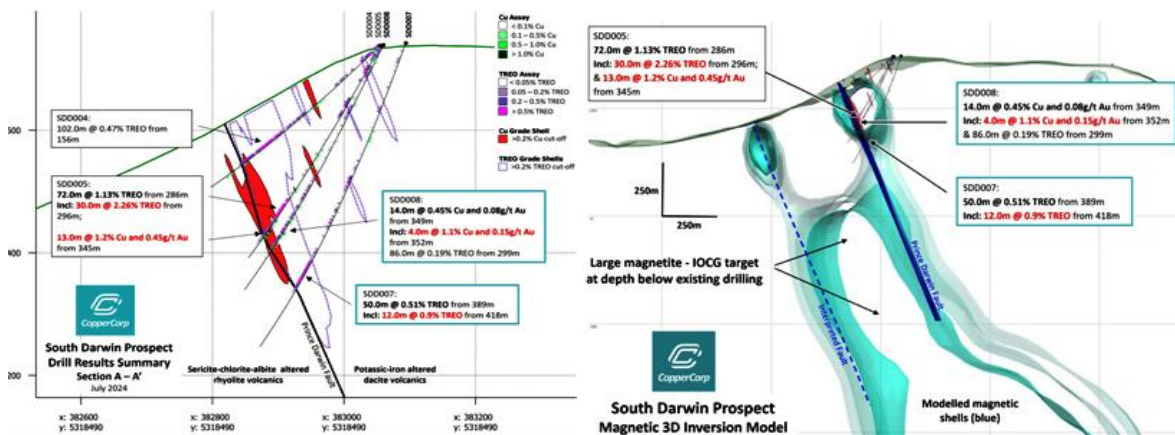 SDD004
SDD005
SDD008
SDD007
Cu Assay
< 0.1% Cu
0.1 – 0.5% Cu
0.5 – 1.0% Cu
> 1.0% Cu
TREO Assay
< 0.05% TREO
0.05 – 0.2% TREO
0.2 – 0.5% TREO
> 0.5% TREO
Cu Grade Shell
>0.2% Cu cut-off
TREO Grade Shells
>0.2% TREO cut-off
SDD004:
102.0m @ 0.47% TREO from
156m
SDD005:
72.0m @ 1.13% TREO from 286m
Incl: 30.0m @ 2.26% TREO from
296m;
13.0m @ 1.2% Cu and 0.45g/t Au
from 345m
SDD008:
14.0m @ 0.45% Cu and 0.08g/t Au
from 349m
Incl: 4.0m @ 1.1% Cu and 0.15g/t Au
from 352m
86.0m @ 0.19% TREO from 299m
SDD007:
50.0m @ 0.51% TREO from 389m
Incl: 12.0m @ 0.9% TREO from 418m
400
200
CopperCorp
South Darwin Prospect
Drill Results Summary
Section A – A'
July 2024
Sericite-chlorite-albite altered
rhyolite volcanics
Prince Darwin Fault
Potassic-iron altered
dacite volcanics
x: 382600
y: 5318490
x: 382800
y: 5318490
x: 383000
y: 5318490
x: 383200
y: 5318490
SDD005:
72.0m @ 1.13% TREO from 286m
Incl: 30.0m @ 2.26% TREO from 296m;
& 13.0m @ 1.2% Cu and 0.45g/t Au
from 345m
SDD008
14.0m @ 0.45% Cu and 0.08g/t Au from 349m
Incl: 4.0m @ 1.1% Cu and 0.15g/t Au from 352m
& 86.0m @ 0.19% TREO from 299m
SDD007
50.0m @ 0.51% TREO from 389m
Incl: 12.0m @ 0.9% TREO from 418m
250m
250m
Large magnetite - IOCG target
at depth below existing drilling
Prince Darwin Fault
Interpreted Fault
CopperCorp
South Darwin Prospect
Magnetic 3D Inversion Model
Modelled magnetic
shells (blue)